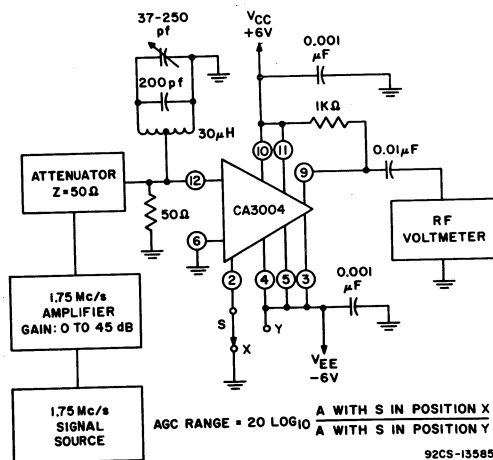 37-250
pf
200pf
30μH
VCC
+6V
0.001
μF
1KΩ
0.01μF
ATTENUATOR
Z=50Ω
50Ω
12
10
11
9
CA3004
6
2
4
5
3
RF
VOLTMETER
0.001
μF
1.75 Mc/s
AMPLIFIER
GAIN: 0 TO 45 dB
S
X
Y
VEE
-6V
1.75 Mc/s
SIGNAL
SOURCE
AGC RANGE = 20 LOG10 A WITH S IN POSITION X
A WITH S IN POSITION Y
92CS-13585